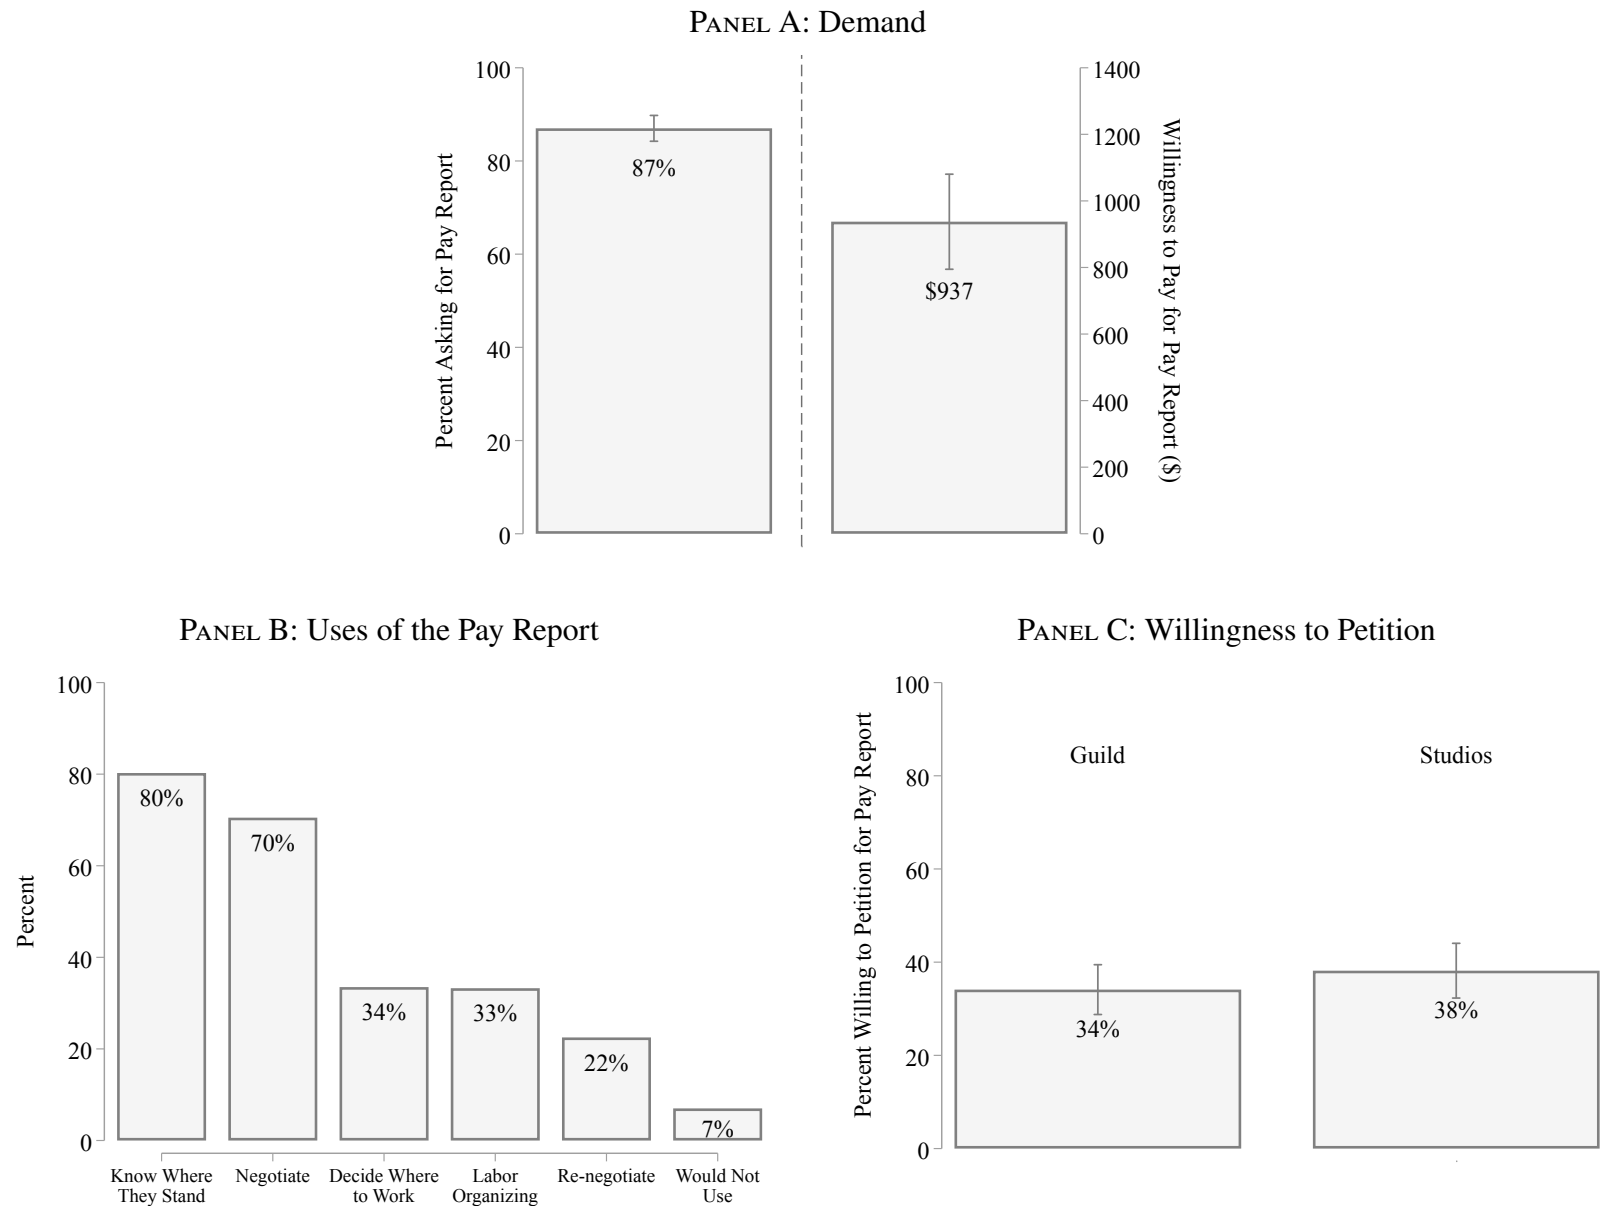 PANEL A: Demand
100
80
60
40
20
0
Percent Asking for Pay Report
87%
$937
1400
1200
1000
800
600
400
200
0
Willingness to Pay for Pay Report ($)
PANEL B: Uses of the Pay Report
100
80
60
40
20
0
Percent
80%
70%
34%
33%
22%
7%
Know Where
They Stand
Negotiate
Decide Where
to Work
Labor
Organizing
Re-negotiate
Would Not
Use
PANEL C: Willingness to Petition
100
80
60
40
20
0
Percent Willing to Petition for Pay Report
Guild
Studios
34%
38%